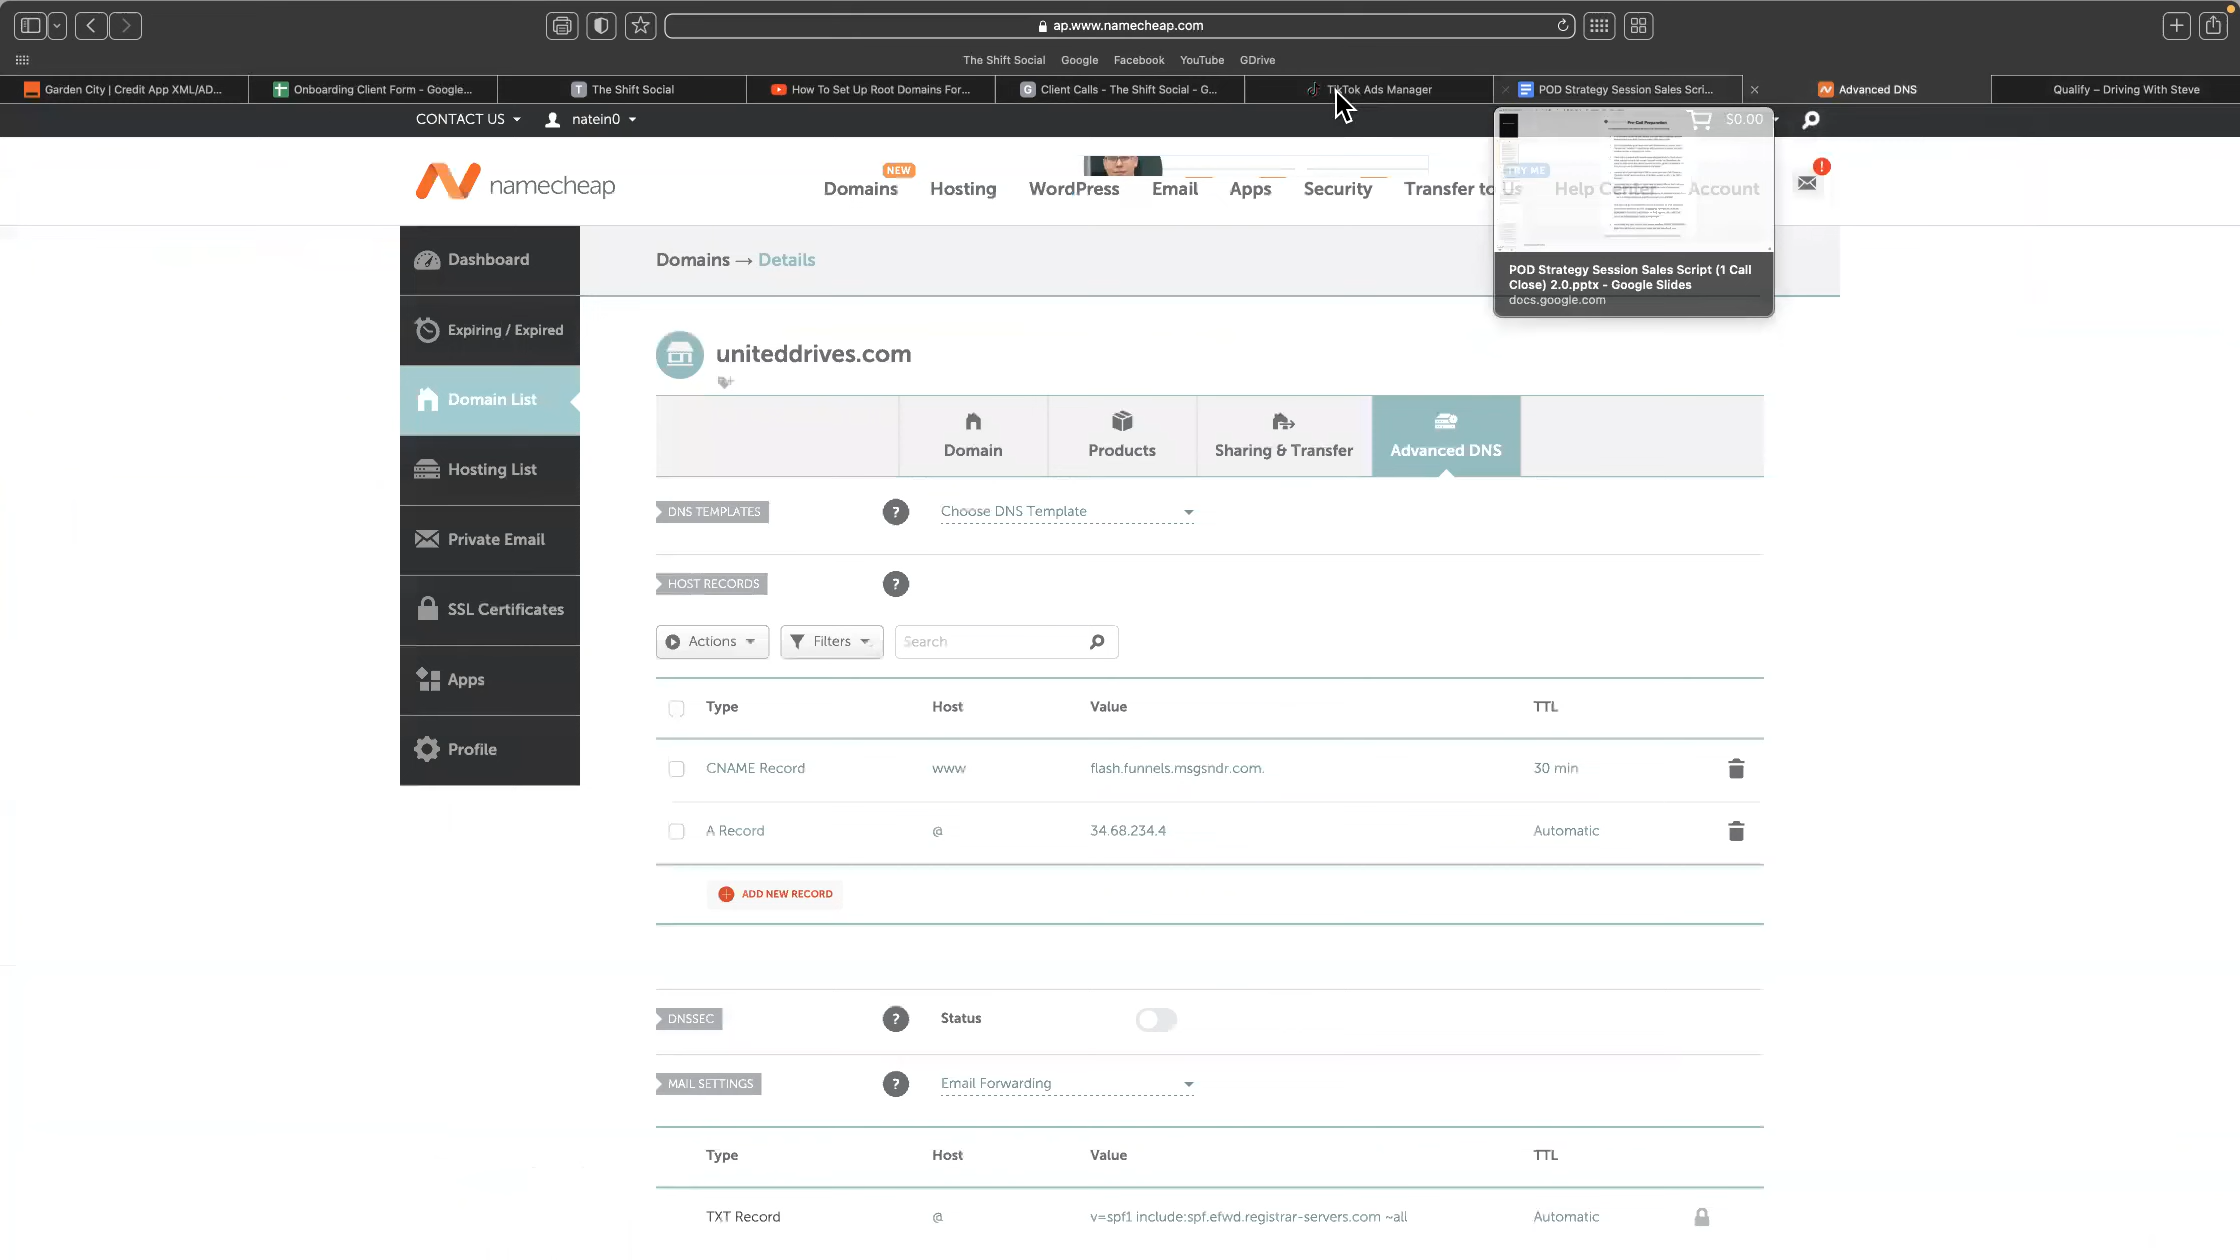 ap.www.namecheap.com
The Shift Social Google Facebook YouTube GDrive
Garden City | Credit App XML/AD...
Onboarding Client Form - Google...
T The Shift Social
How To Set Up Root Domains For...
G Client Calls - The Shift Social - G...
TikTok Ads Manager
POD Strategy Session Sales Scri...
Advanced DNS
Qualify – Driving With Steve
CONTACT US
natein0
$0.00
namecheap
NEW
TRY ME
Domains Hosting WordPress Email Apps Security Transfer to Us Help Center Account
!
Pre-Call Preparation
POD Strategy Session Sales Script (1 Call
Close) 2.0.pptx - Google Slides
docs.google.com
Dashboard
Expiring / Expired
Domain List
Hosting List
Private Email
SSL Certificates
Apps
Profile
Domains → Details
uniteddrives.com
Domain
Products
Sharing & Transfer
Advanced DNS
DNS TEMPLATES
?
Choose DNS Template
HOST RECORDS
?
Actions
Filters
Search
Type Host Value TTL
CNAME Record www flash.funnels.msgsndr.com. 30 min
A Record @ 34.68.234.4 Automatic
ADD NEW RECORD
DNSSEC
?
Status
MAIL SETTINGS
?
Email Forwarding
Type Host Value TTL
TXT Record @ v=spf1 include:spf.efwd.registrar-servers.com ~all Automatic